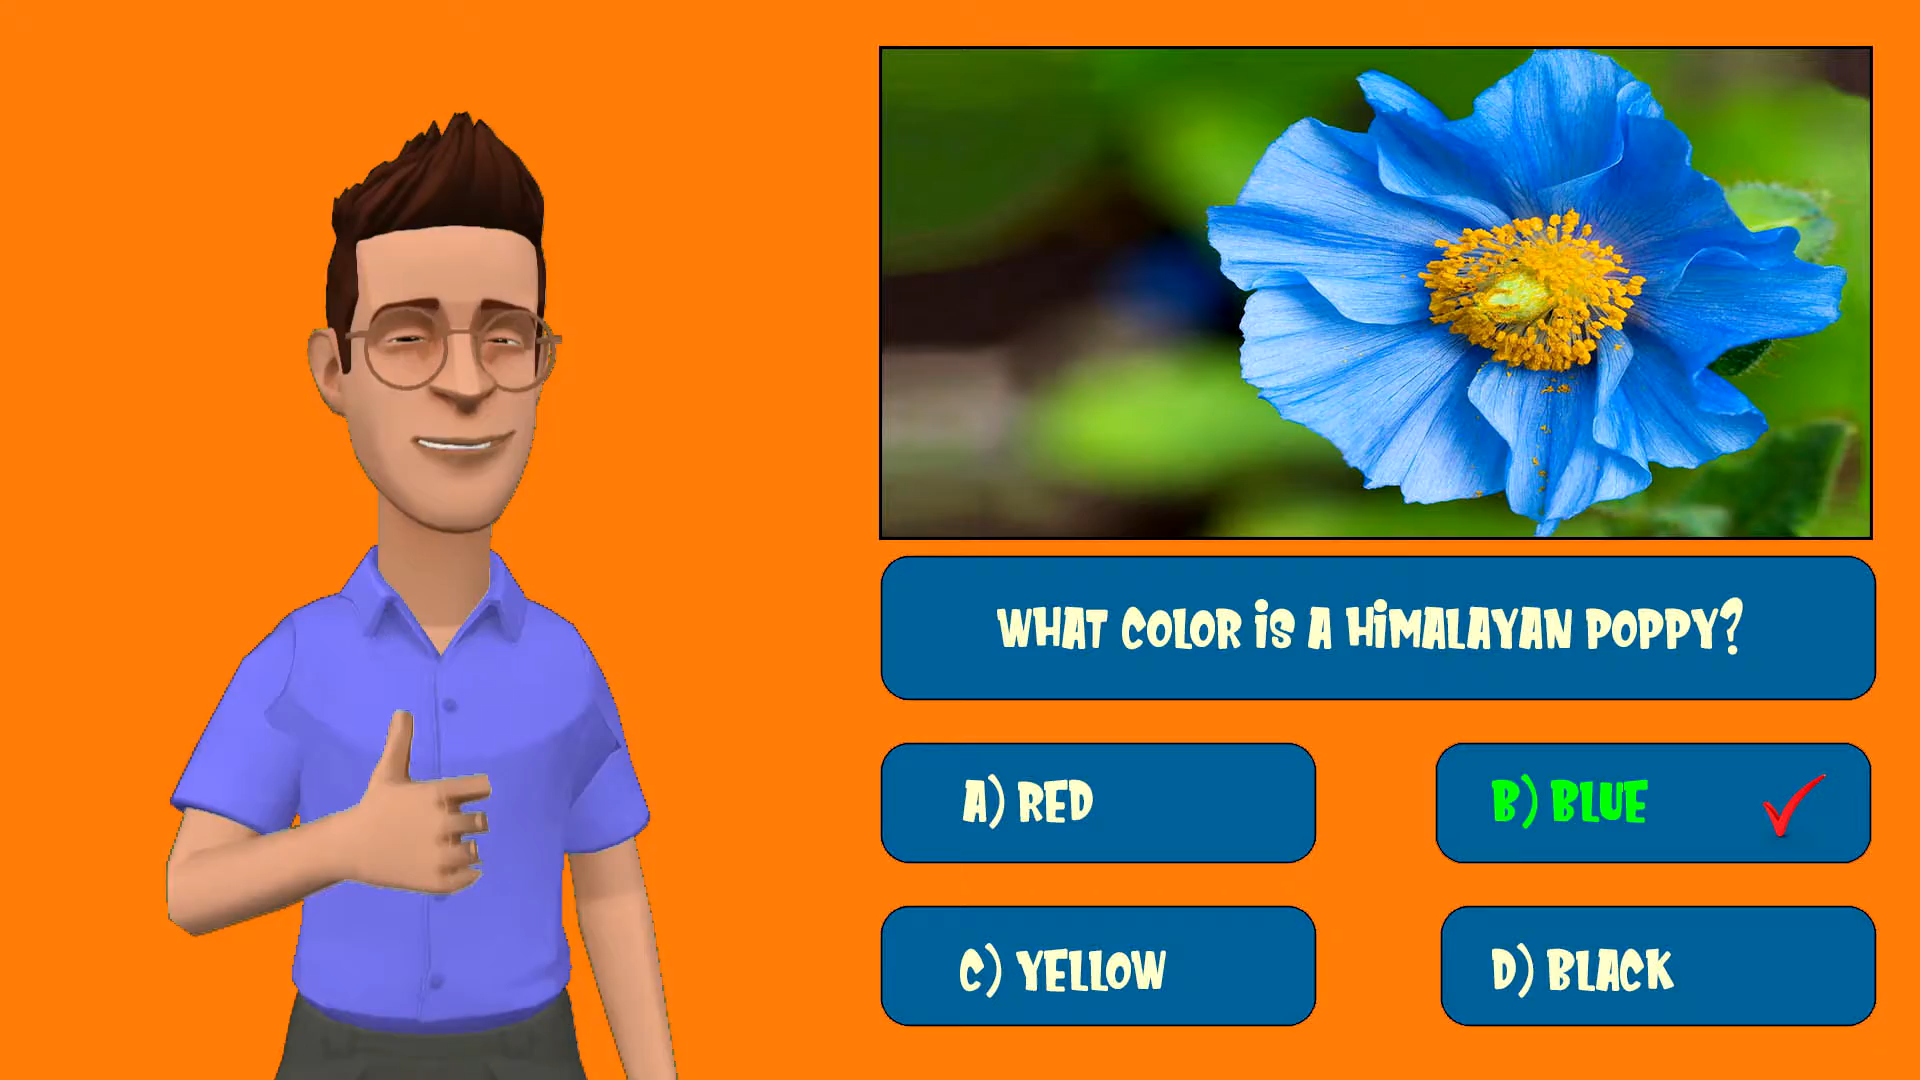 WHAT COLOR IS A HIMALAYAN POPPY?
A) RED
B) BLUE
C) YELLOW
D) BLACK